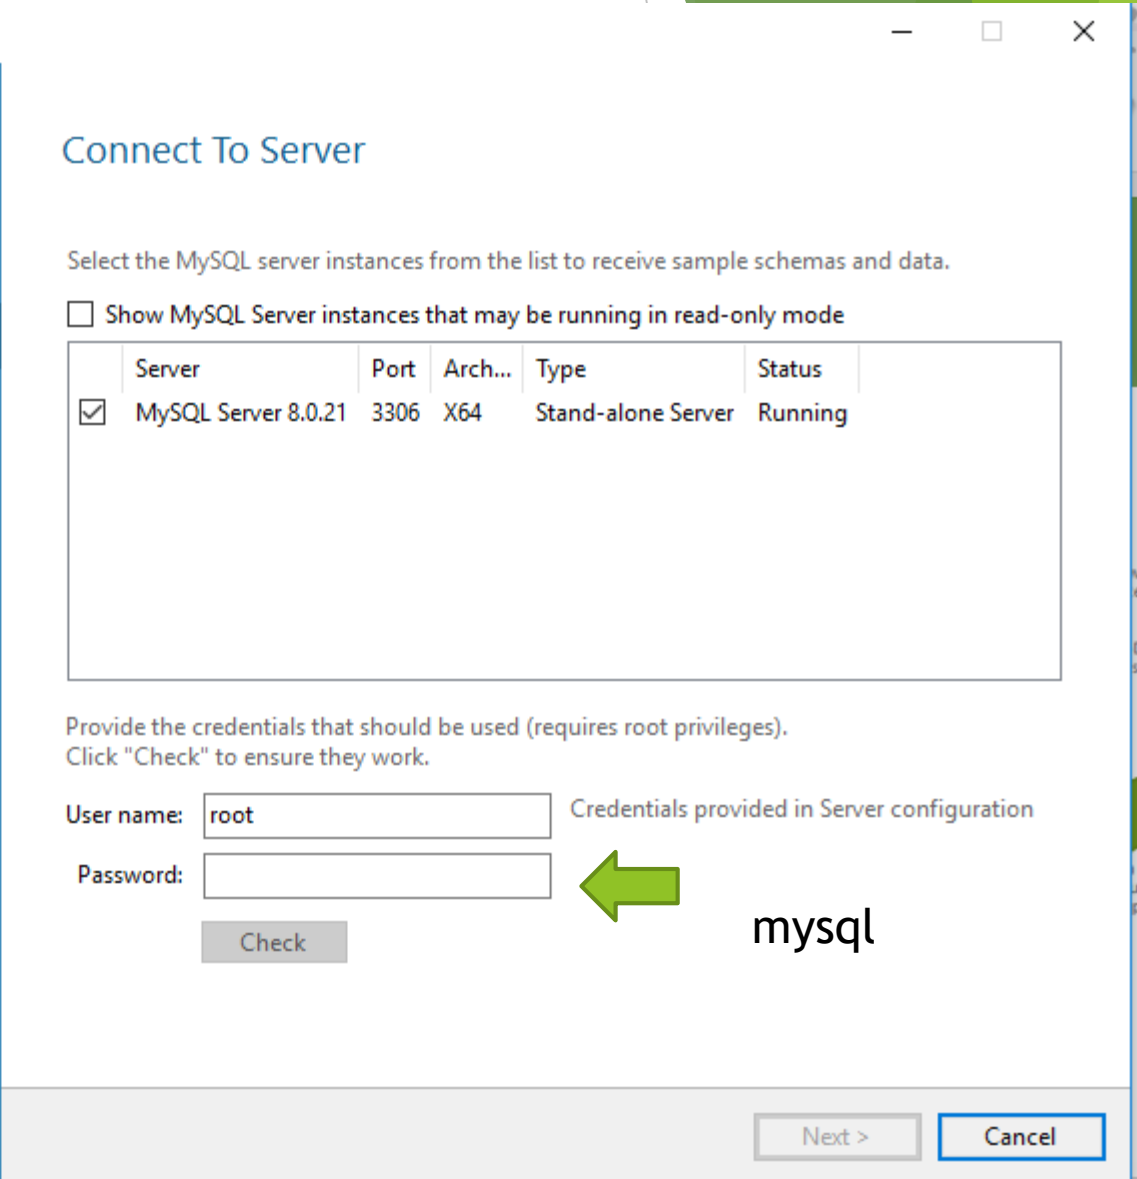 Connect To Server
Select the MySQL server instances from the list to receive sample schemas and data.
Show MySQL Server instances that may be running in read-only mode
Server Port Arch... Type Status
MySQL Server 8.0.21 3306 X64 Stand-alone Server Running
Provide the credentials that should be used (requires root privileges).
Click "Check" to ensure they work.
User name: root Credentials provided in Server configuration
Password:
mysql
Check
Next > Cancel